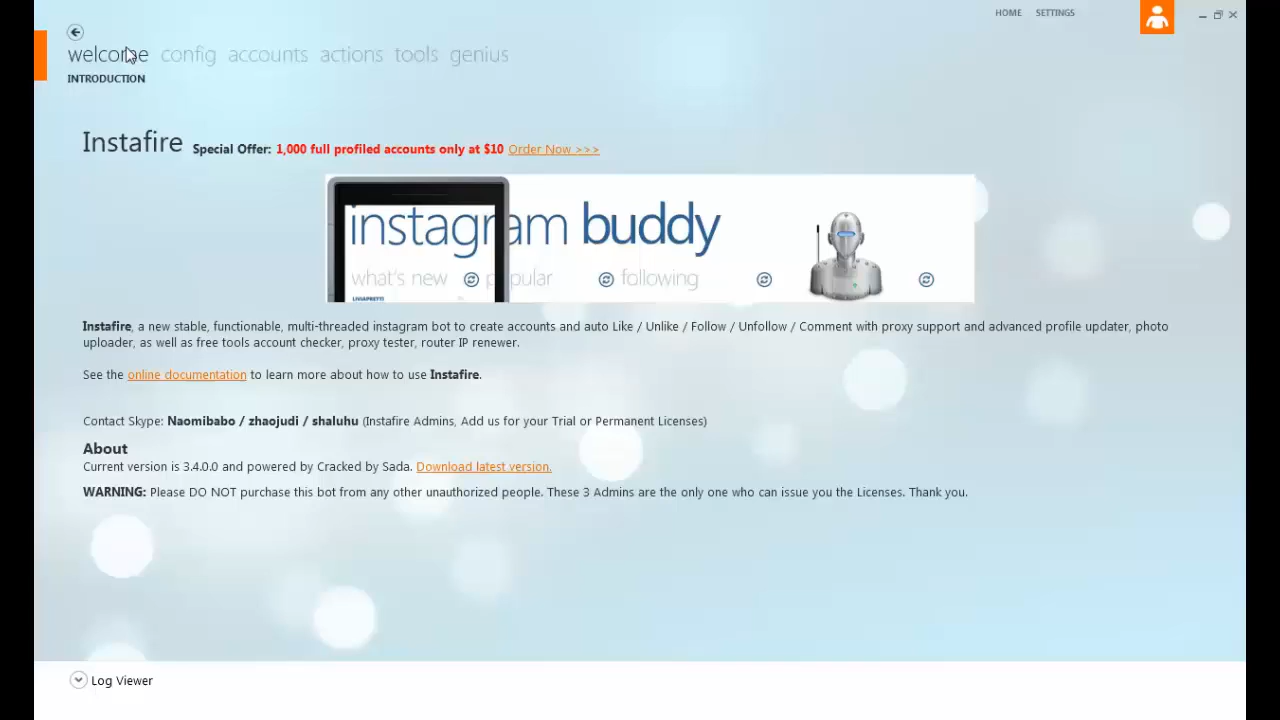 HOME SETTINGS
welcome config accounts actions tools genius
INTRODUCTION
Instafire Special Offer: 1,000 full profiled accounts only at $10 Order Now >>>
instagram buddy
what's new popular following
Instafire, a new stable, functionable, multi-threaded instagram bot to create accounts and auto Like / Unlike / Follow / Unfollow / Comment with proxy support and advanced profile updater, photo
uploader, as well as free tools account checker, proxy tester, router IP renewer.
See the online documentation to learn more about how to use Instafire.
Contact Skype: Naomibabo / zhaojudi / shaluhu (Instafire Admins, Add us for your Trial or Permanent Licenses)
About
Current version is 3.4.0.0 and powered by Cracked by Sada. Download latest version.
WARNING: Please DO NOT purchase this bot from any other unauthorized people. These 3 Admins are the only one who can issue you the Licenses. Thank you.
Log Viewer